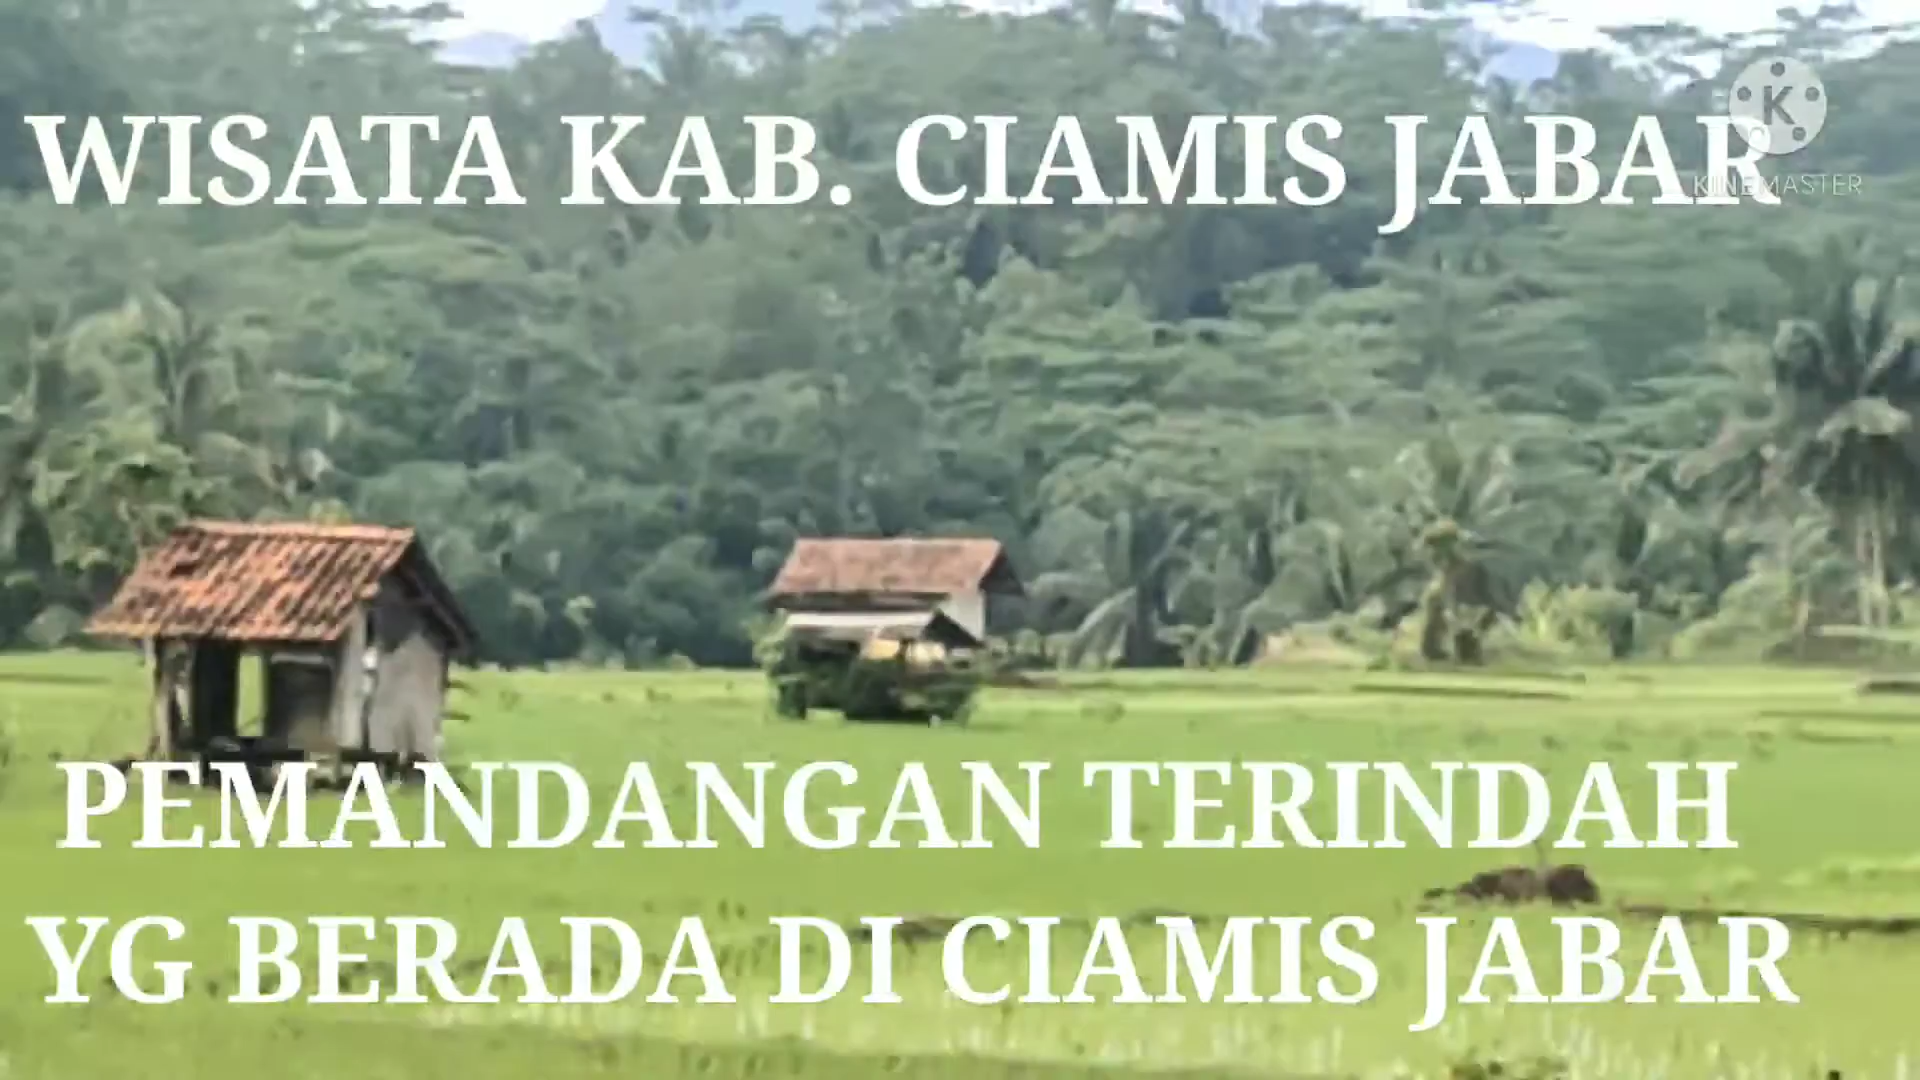 WISATA KAB. CIAMIS JABAR
K
KINEMASTER
PEMANDANGAN TERINDAH
YG BERADA DI CIAMIS JABAR